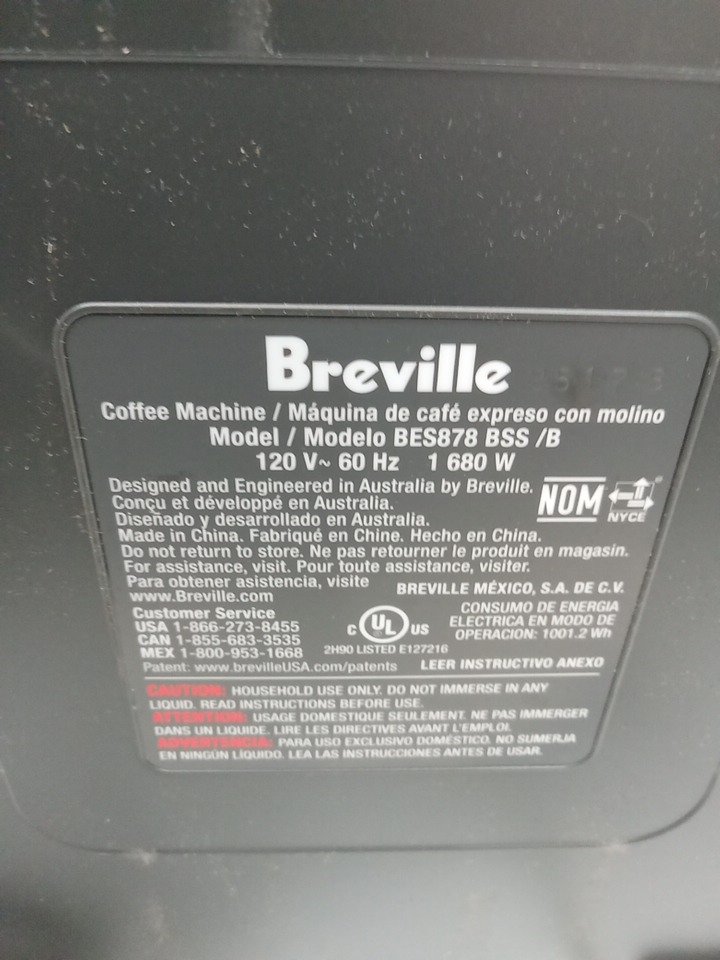 Breville
Coffee Machine / Máquina de café expreso con molino
Model / Modelo BES878 BSS /B
120 V~ 60 Hz 1 680 W
Designed and Engineered in Australia by Breville.
Conçu et développé en Australia.
Diseñado y desarrollado en Australia.
Made in China. Fabriqué en Chine. Hecho en China.
Do not return to store. Ne pas retourner le produit en magasin.
For assistance, visit. Pour toute assistance, visiter.
Para obtener asistencia, visite
www.Breville.com
NOM
NYCE
BREVILLE MÉXICO, S.A. DE C.V.
Customer Service
USA 1-866-273-8455
CAN 1-855-683-3535
MEX 1-800-953-1668
Patent: www.brevilleUSA.com/patents
C UL US
2H90 LISTED E127216
CONSUMO DE ENERGIA
ELECTRICA EN MODO DE
OPERACIÓN: 1001.2 Wh
LEER INSTRUCTIVO ANEXO
CAUTION: HOUSEHOLD USE ONLY. DO NOT IMMERSE IN ANY
LIQUID. READ INSTRUCTIONS BEFORE USE.
ATTENTION: USAGE DOMESTIQUE SEULEMENT. NE PAS IMMERGER
DANS UN LIQUIDE. LIRE LES DIRECTIVES AVANT L'EMPLOI.
ADVERTENCIA: PARA USO EXCLUSIVO DOMÉSTICO. NO SUMERJA
EN NINGÚN LÍQUIDO. LEA LAS INSTRUCCIONES ANTES DE USAR.